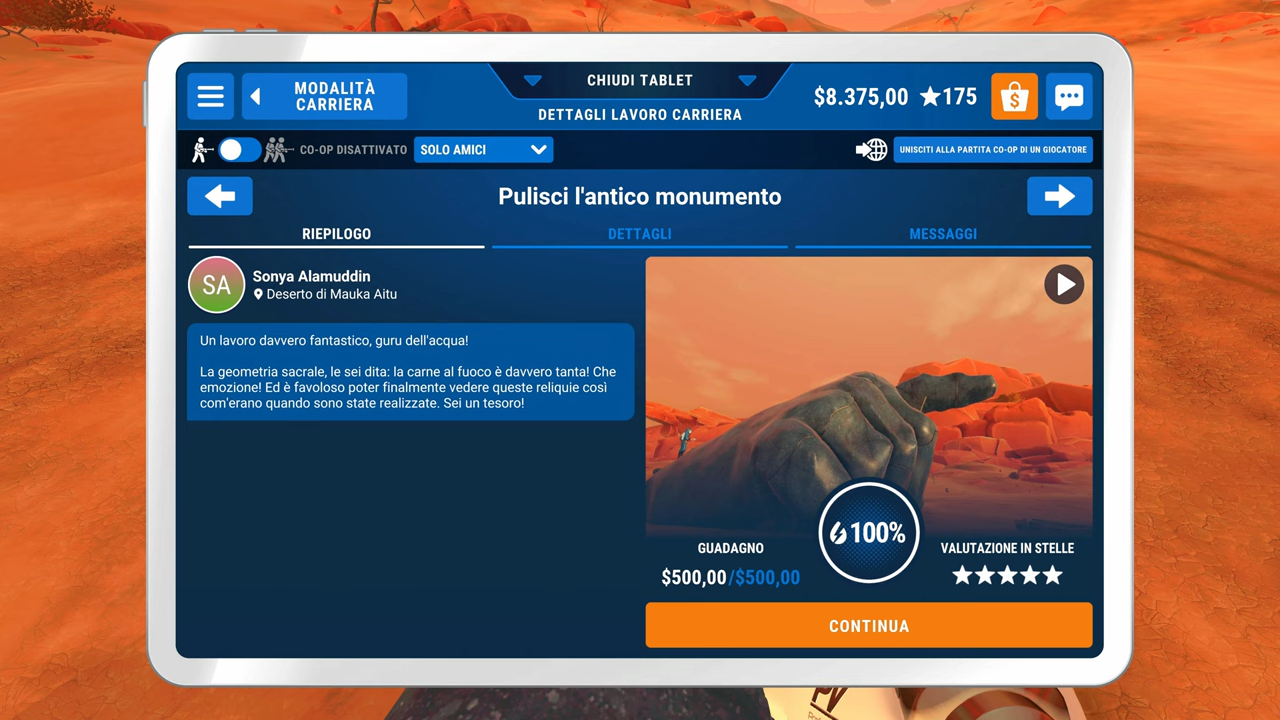 MODALITÀ
CARRIERA
CHIUDI TABLET
DETTAGLI LAVORO CARRIERA
$8.375,00 ★175
CO-OP DISATTIVATO
SOLO AMICI
UNISCITI ALLA PARTITA CO-OP DI UN GIOCATORE
Pulisci l'antico monumento
RIEPILOGO
DETTAGLI
MESSAGGI
SA
Sonya Alamuddin
Deserto di Mauka Aitu
Un lavoro davvero fantastico, guru dell'acqua!
La geometria sacrale, le sei dita: la carne al fuoco è davvero tanta! Che
emozione! Ed è favoloso poter finalmente vedere queste reliquie così
com'erano quando sono state realizzate. Sei un tesoro!
100%
GUADAGNO
$500,00/$500,00
VALUTAZIONE IN STELLE
★★★★★
CONTINUA
PW